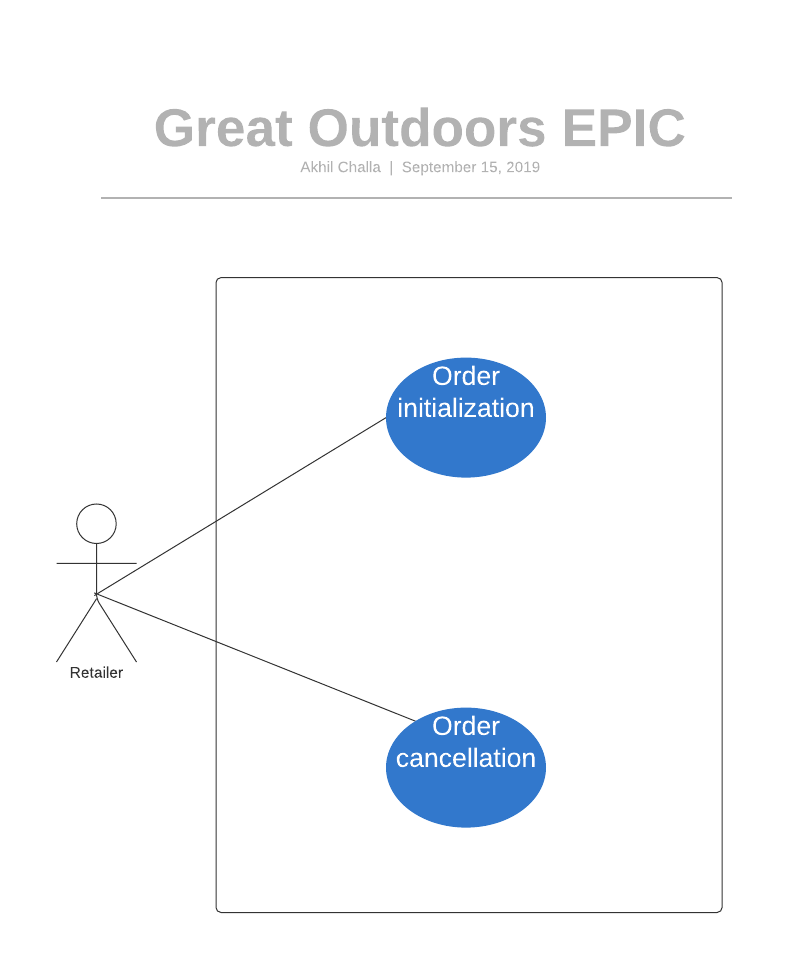 Great Outdoors EPIC
Akhil Challa | September 15, 2019
Order
initialization
Retailer
Order
cancellation